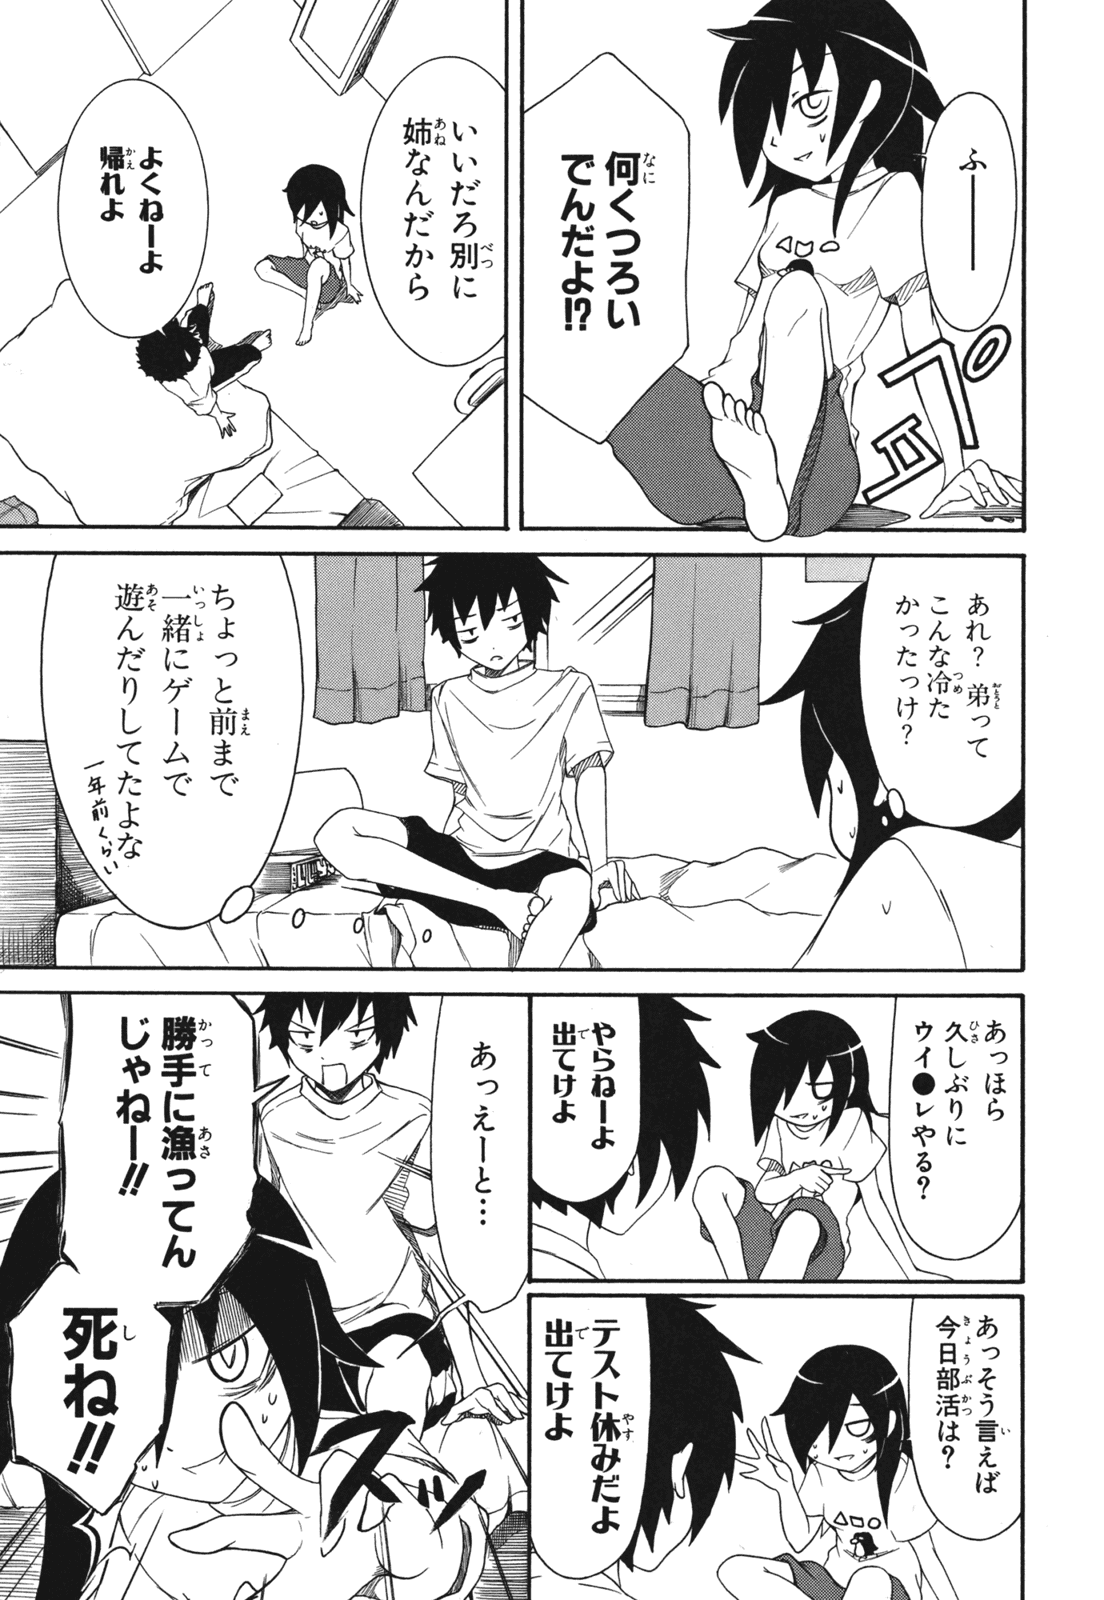 ふーーー
ピコ
何くつろい
でんだよ!?
いいだろ別に
姉なんだから
よくねーよ
帰れよ
あれ?弟って
こんな冷た
かったっけ?
ちょっと前まで
一緒にゲームで
遊んだりしてたよな
一年前くらい
あっほら
久しぶりに
ウイ●レやる?
やらねーよ
出てけよ
あっそう言えば
今日部活は?
テスト休みだよ
出てけよ
あっえーと…
勝手に漁ってん
じゃねー!!
ズズッ
死ね!!